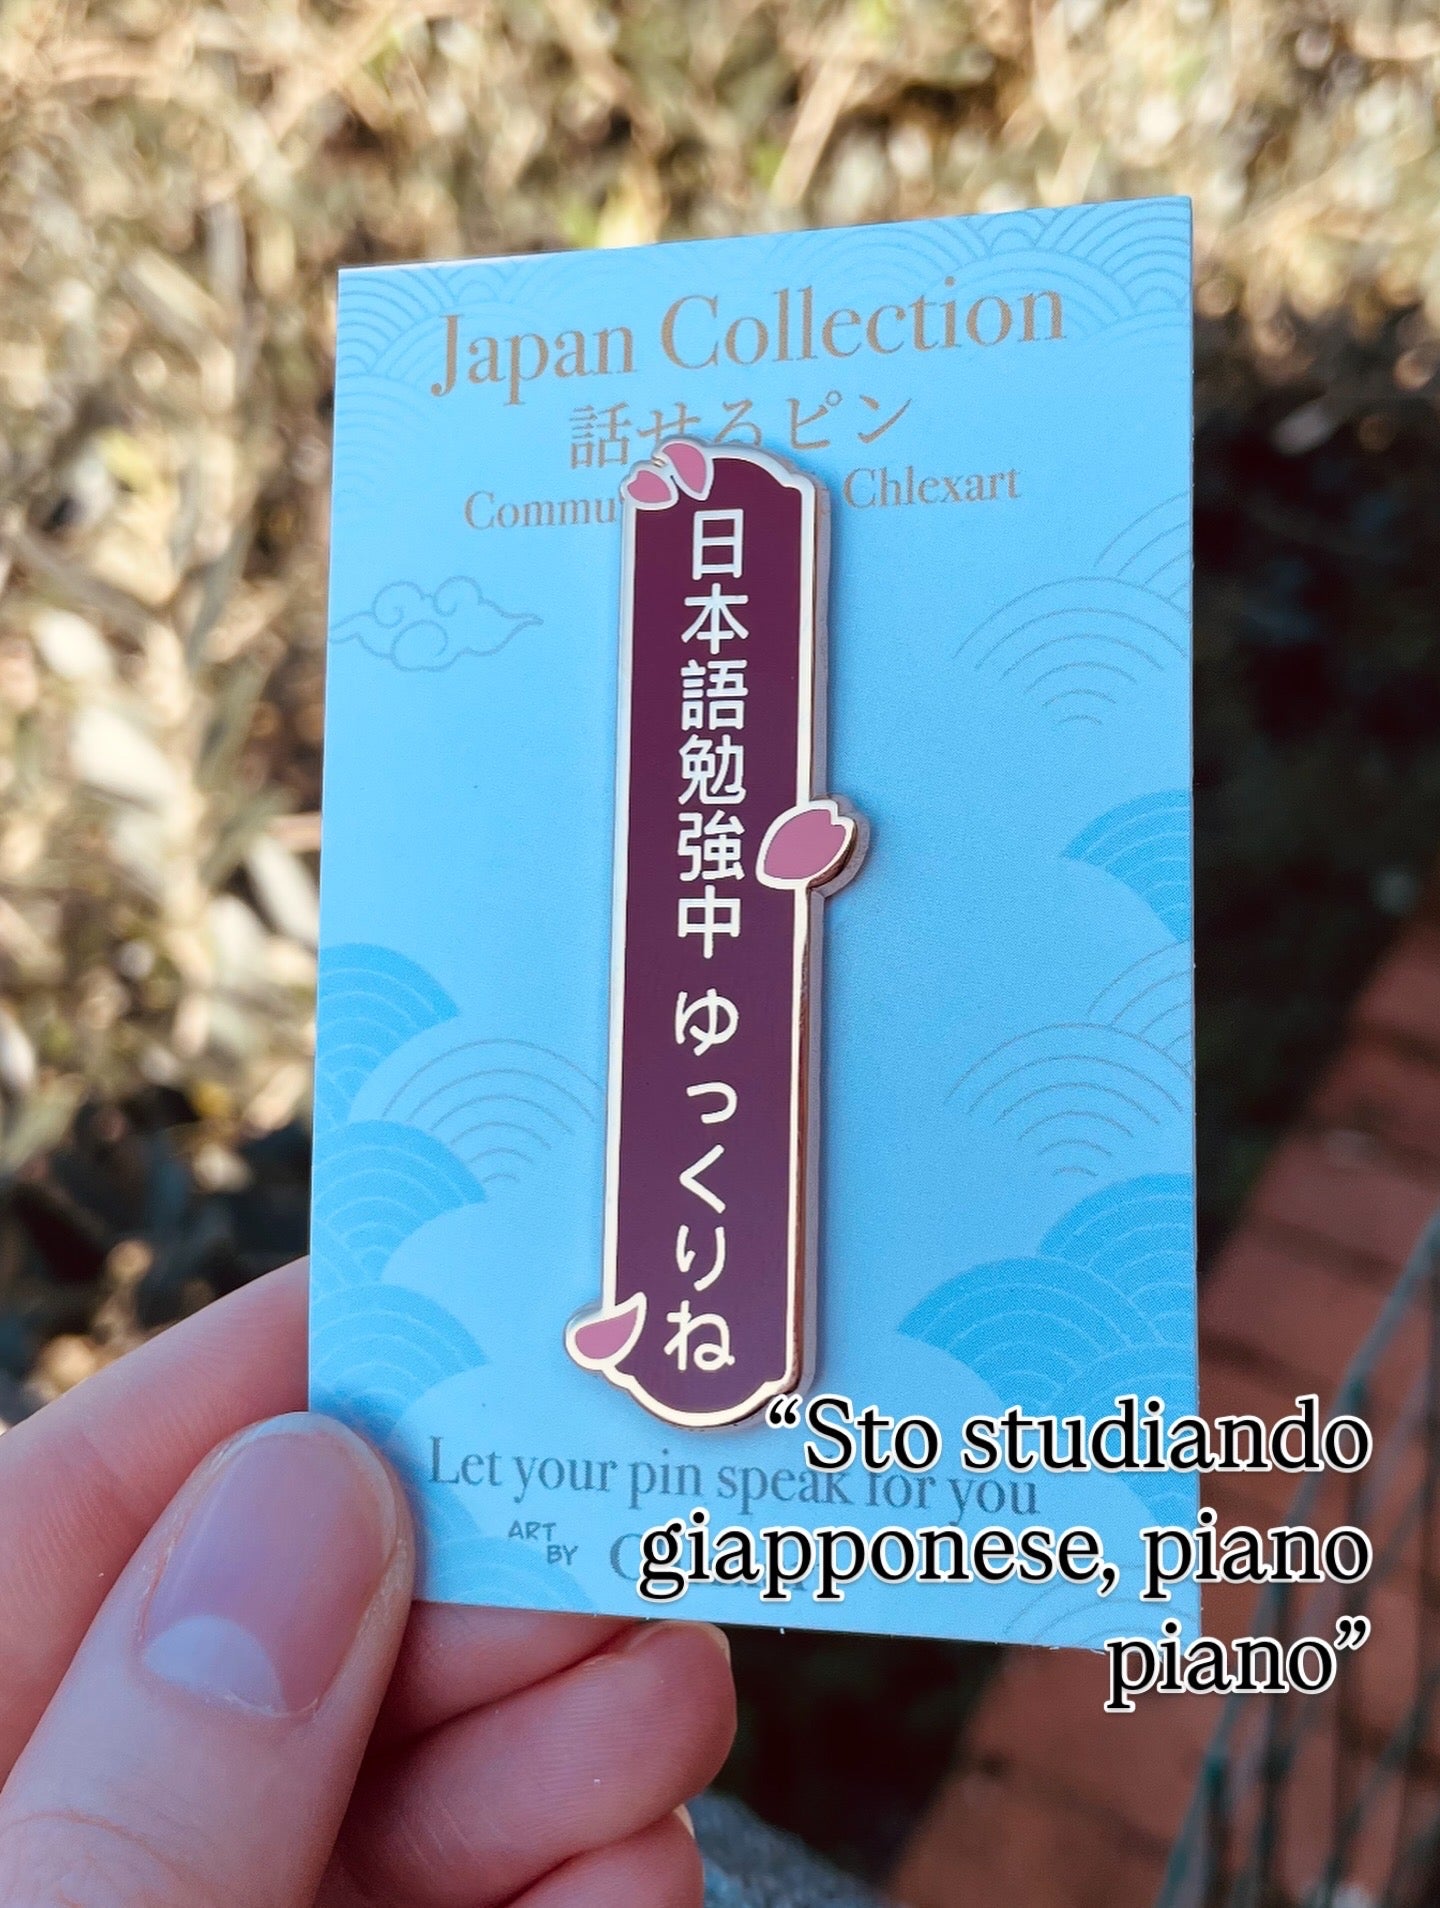 Japan Collection
話せるピン
Chlexart
日本語勉強中 ゆっくりね
Let your pin speak for you
ART
BY
“Sto studiando
giapponese, piano
piano”